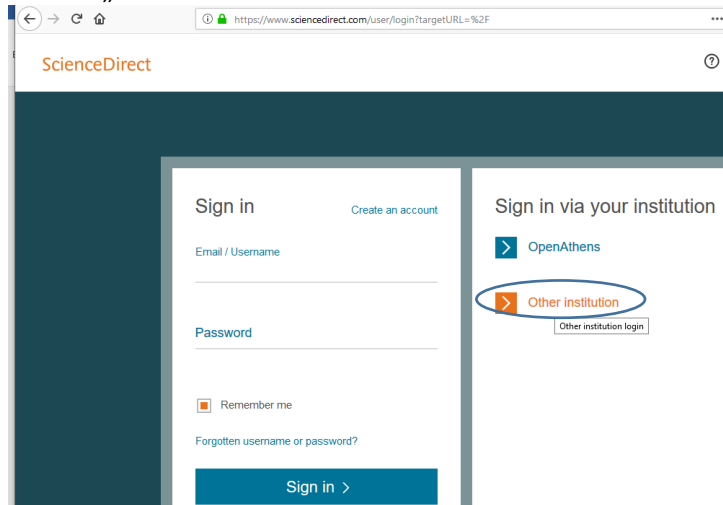 https://www.sciencedirect.com/user/login?targetURL=%2F
ScienceDirect
Sign in
Create an account
Email / Username
Password
Remember me
Forgotten username or password?
Sign in
Sign in via your institution
OpenAthens
Other institution
Other institution login